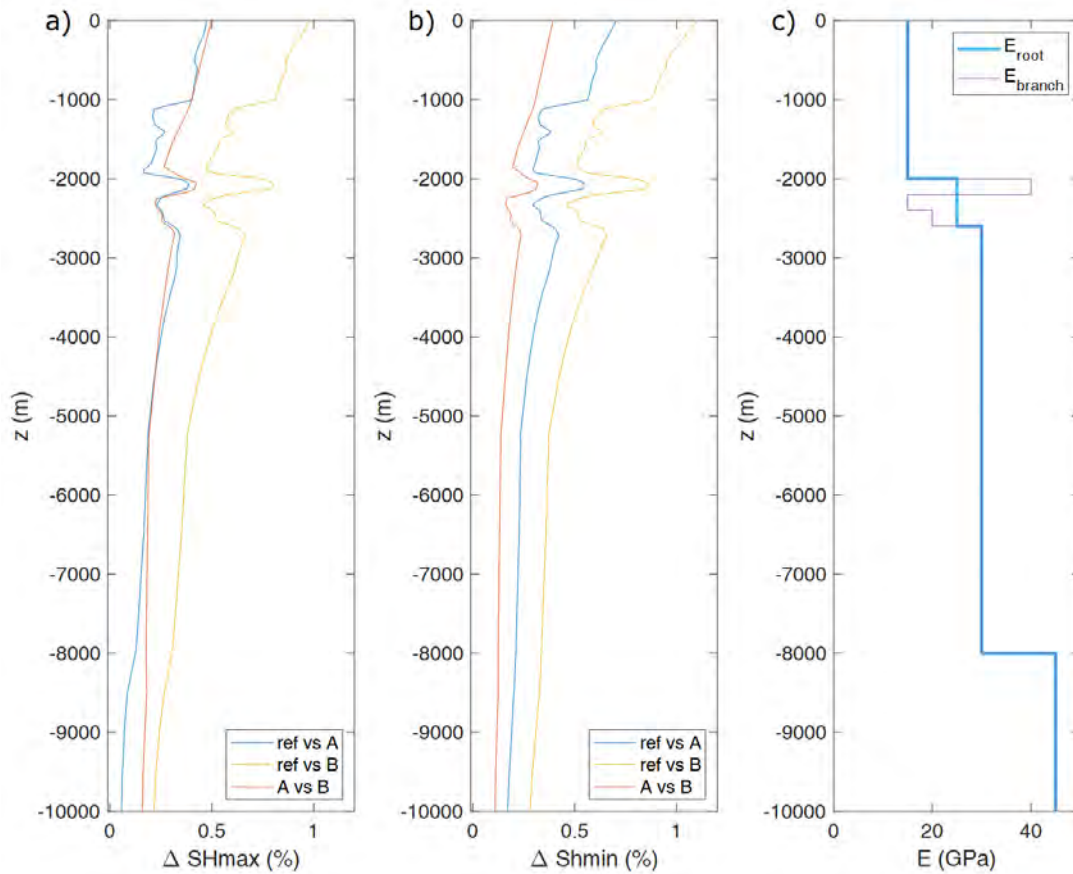 a)
0
-1000
-2000
-3000
-4000
-5000
-6000
-7000
-8000
-9000
-10000
z (m)
ref vs A
ref vs B
A vs B
0
0.5
1
Δ SHmax (%)
b)
0
-1000
-2000
-3000
-4000
-5000
-6000
-7000
-8000
-9000
-10000
z (m)
ref vs A
ref vs B
A vs B
0
0.5
1
Δ Shmin (%)
c)
0
-1000
-2000
-3000
-4000
-5000
-6000
-7000
-8000
-9000
-10000
z (m)
E_root
E_branch
0
20
40
E (GPa)